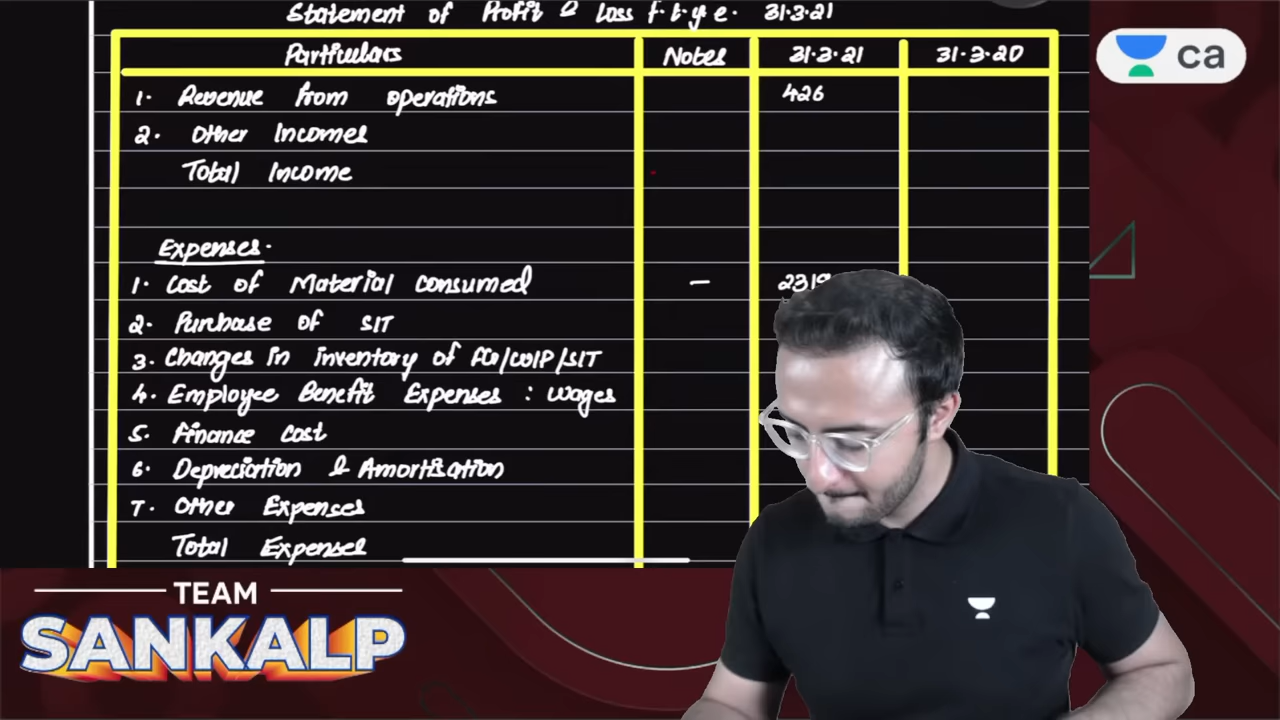 Statement of Profit & Loss f.t.y.e. 31.3.21
Particulars Notes 31.3.21 31.3.20
1. Revenue from operations 426
2. Other Incomes
Total Income
Expenses.
1. Cost of Material Consumed — 2319
2. Purchase of SIT
3. Changes in inventory of FG/WIP/SIT
4. Employee Benefit Expenses : Wages
5. Finance Cost
6. Depreciation & Amortisation
7. Other Expenses
Total Expenses
ca
TEAM
SANKALP